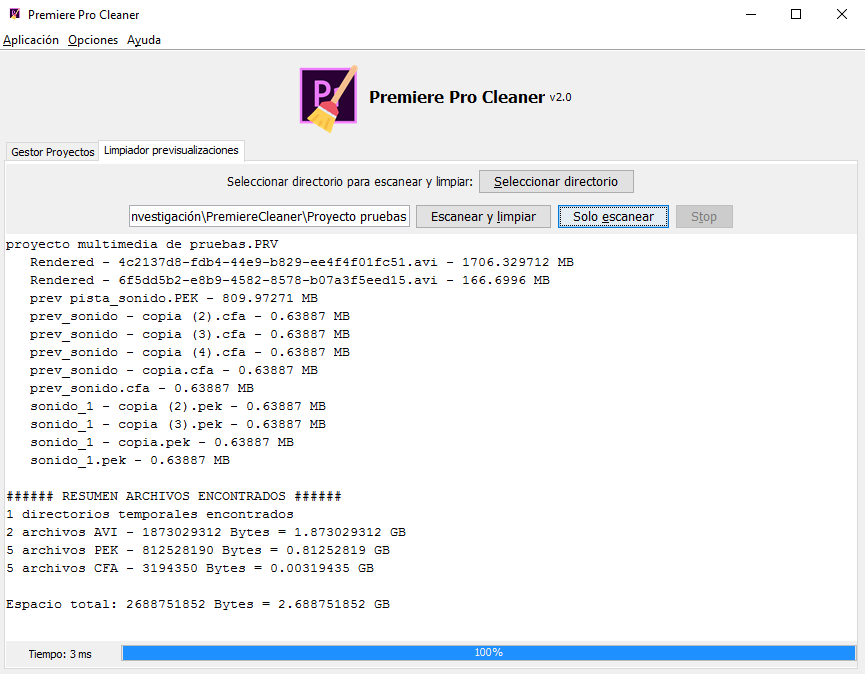 Premiere Pro Cleaner
Aplicación Opciones Ayuda
Pr
Premiere Pro Cleaner v2.0
Gestor Proyectos Limpiador previsualizaciones
Seleccionar directorio para escanear y limpiar: Seleccionar directorio
nvestigación\PremiereCleaner\Proyecto pruebas Escanear y limpiar Solo escanear Stop
proyecto multimedia de pruebas.PRV
Rendered - 4c2137d8-fdb4-44e9-b829-ee4f4f01fc51.avi - 1706.329712 MB
Rendered - 6f5dd5b2-e8b9-4582-8578-b07a3f5eed15.avi - 166.6996 MB
prev pista_sonido.PEK - 809.97271 MB
prev_sonido - copia (2).cfa - 0.63887 MB
prev_sonido - copia (3).cfa - 0.63887 MB
prev_sonido - copia (4).cfa - 0.63887 MB
prev_sonido - copia.cfa - 0.63887 MB
prev_sonido.cfa - 0.63887 MB
sonido_1 - copia (2).pek - 0.63887 MB
sonido_1 - copia (3).pek - 0.63887 MB
sonido_1 - copia.pek - 0.63887 MB
sonido_1.pek - 0.63887 MB
###### RESUMEN ARCHIVOS ENCONTRADOS ######
1 directorios temporales encontrados
2 archivos AVI - 1873029312 Bytes = 1.873029312 GB
5 archivos PEK - 812528190 Bytes = 0.81252819 GB
5 archivos CFA - 3194350 Bytes = 0.00319435 GB
Espacio total: 2688751852 Bytes = 2.688751852 GB
Tiempo: 3 ms 100%